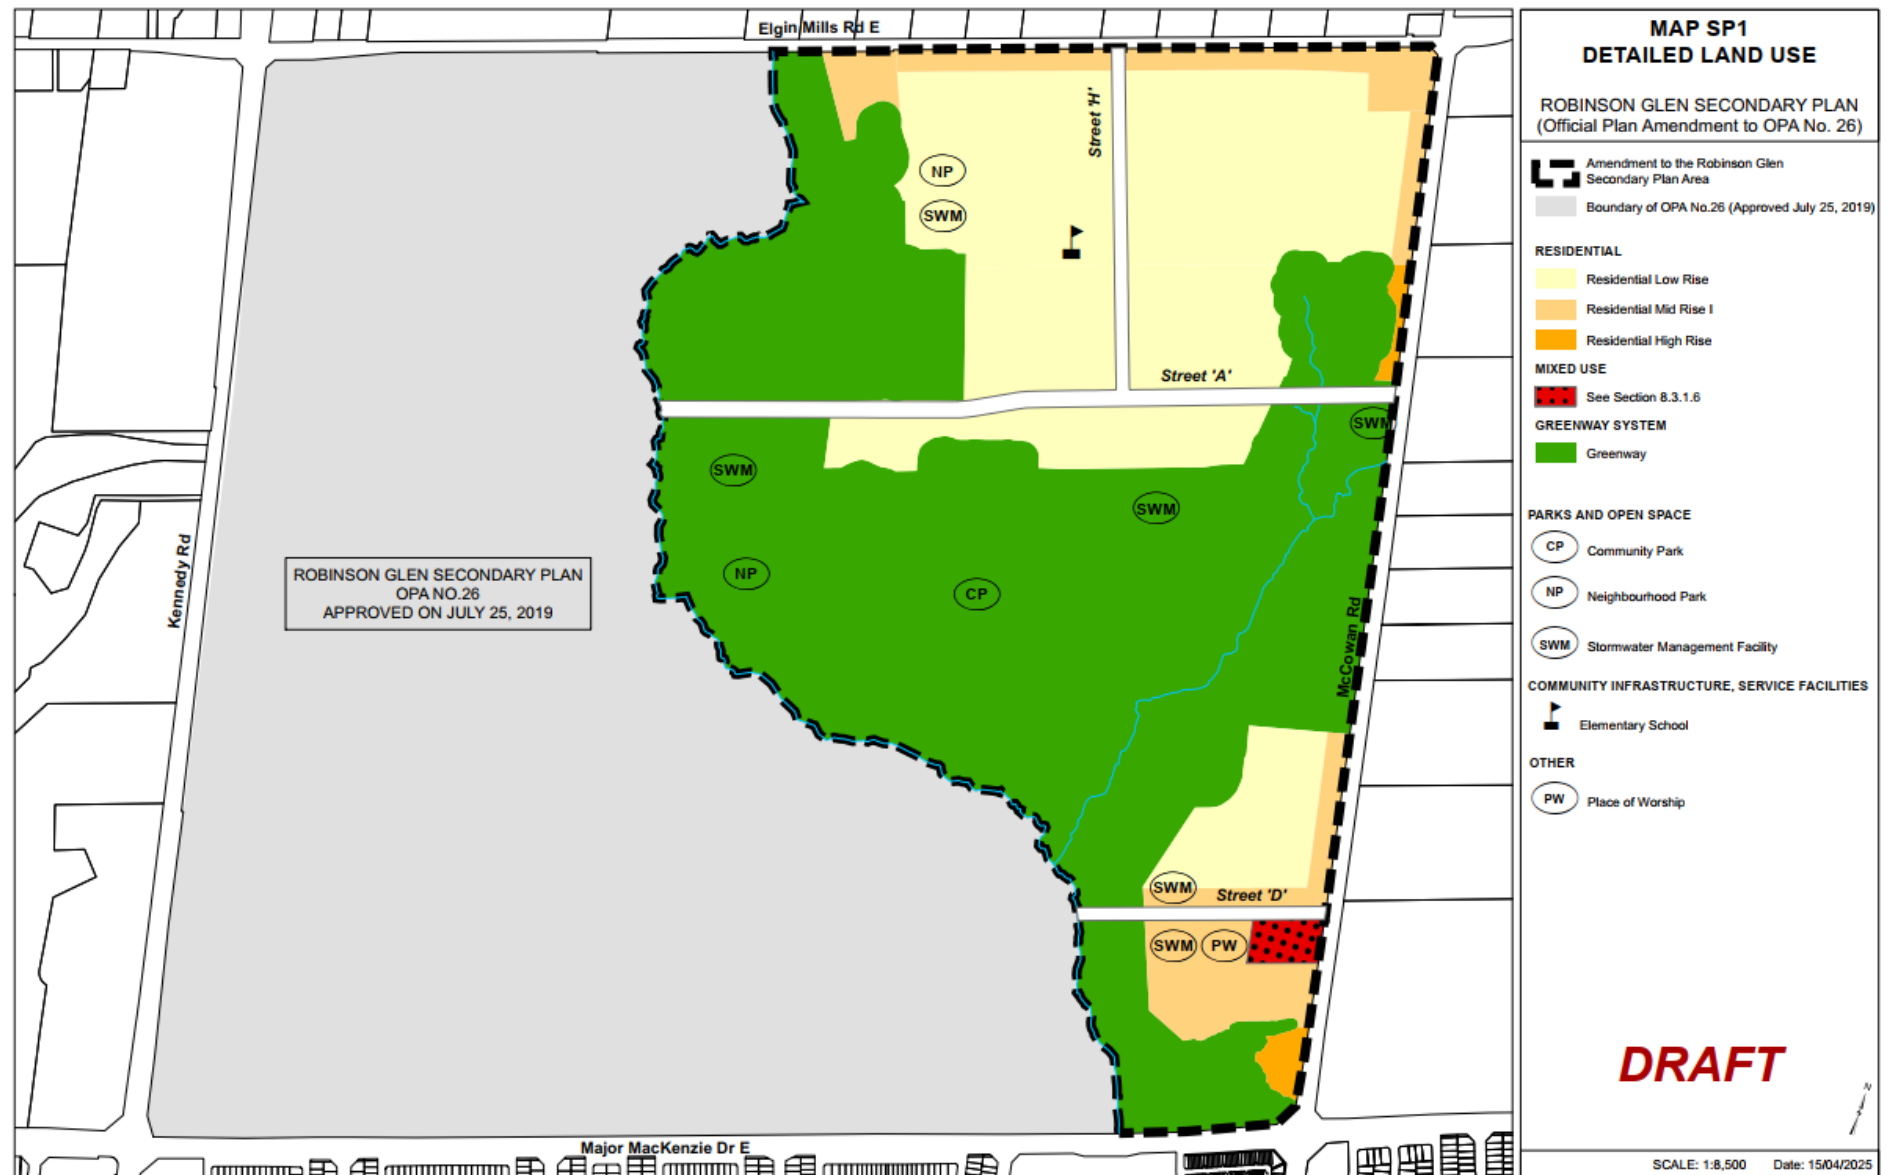 Elgin Mills Rd E
Street 'H'
NP
SWM
Street 'A'
SWM
SWM
SWM
NP
CP
Kennedy Rd
ROBINSON GLEN SECONDARY PLAN
OPA NO.26
APPROVED ON JULY 25, 2019
McCowan Rd
SWM
Street 'D'
SWM
PW
Major MacKenzie Dr E
MAP SP1
DETAILED LAND USE
ROBINSON GLEN SECONDARY PLAN
(Official Plan Amendment to OPA No. 26)
Amendment to the Robinson Glen
Secondary Plan Area
Boundary of OPA No.26 (Approved July 25, 2019)
RESIDENTIAL
Residential Low Rise
Residential Mid Rise I
Residential High Rise
MIXED USE
See Section 8.3.1.6
GREENWAY SYSTEM
Greenway
PARKS AND OPEN SPACE
CP Community Park
NP Neighbourhood Park
SWM Stormwater Management Facility
COMMUNITY INFRASTRUCTURE, SERVICE FACILITIES
Elementary School
OTHER
PW Place of Worship
DRAFT
N
SCALE: 1:8,500 Date: 15/04/2025